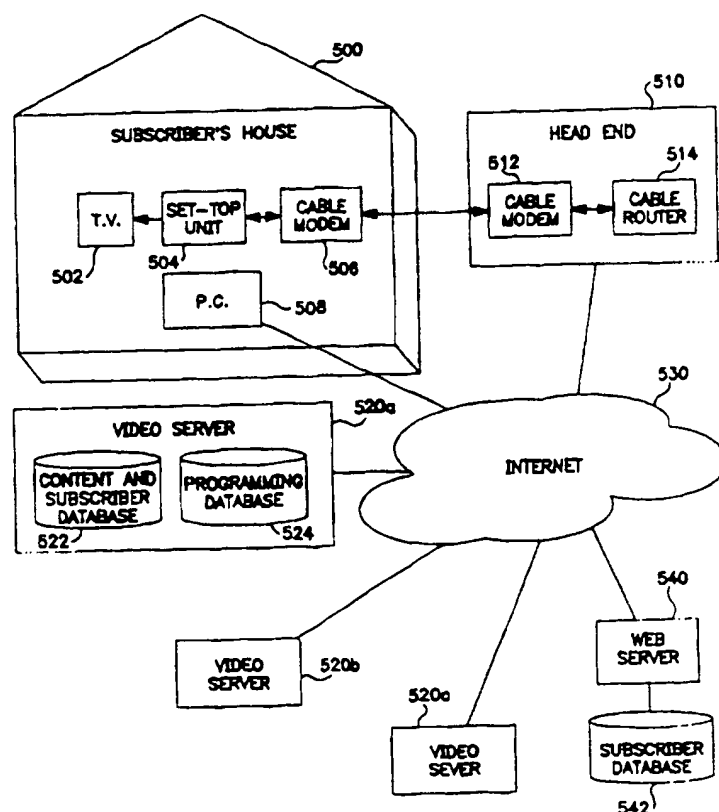 500
510
SUBSCRIBER'S HOUSE
HEAD END
512
514
T.V.
SET-TOP
UNIT
CABLE
MODEM
CABLE
MODEM
CABLE
ROUTER
502
504
506
P.C.
508
520a
530
VIDEO SERVER
CONTENT AND
SUBSCRIBER
DATABASE
PROGRAMMING
DATABASE
INTERNET
522
524
540
VIDEO
SERVER
520b
WEB
SERVER
520c
VIDEO
SEVER
SUBSCRIBER
DATABASE
542